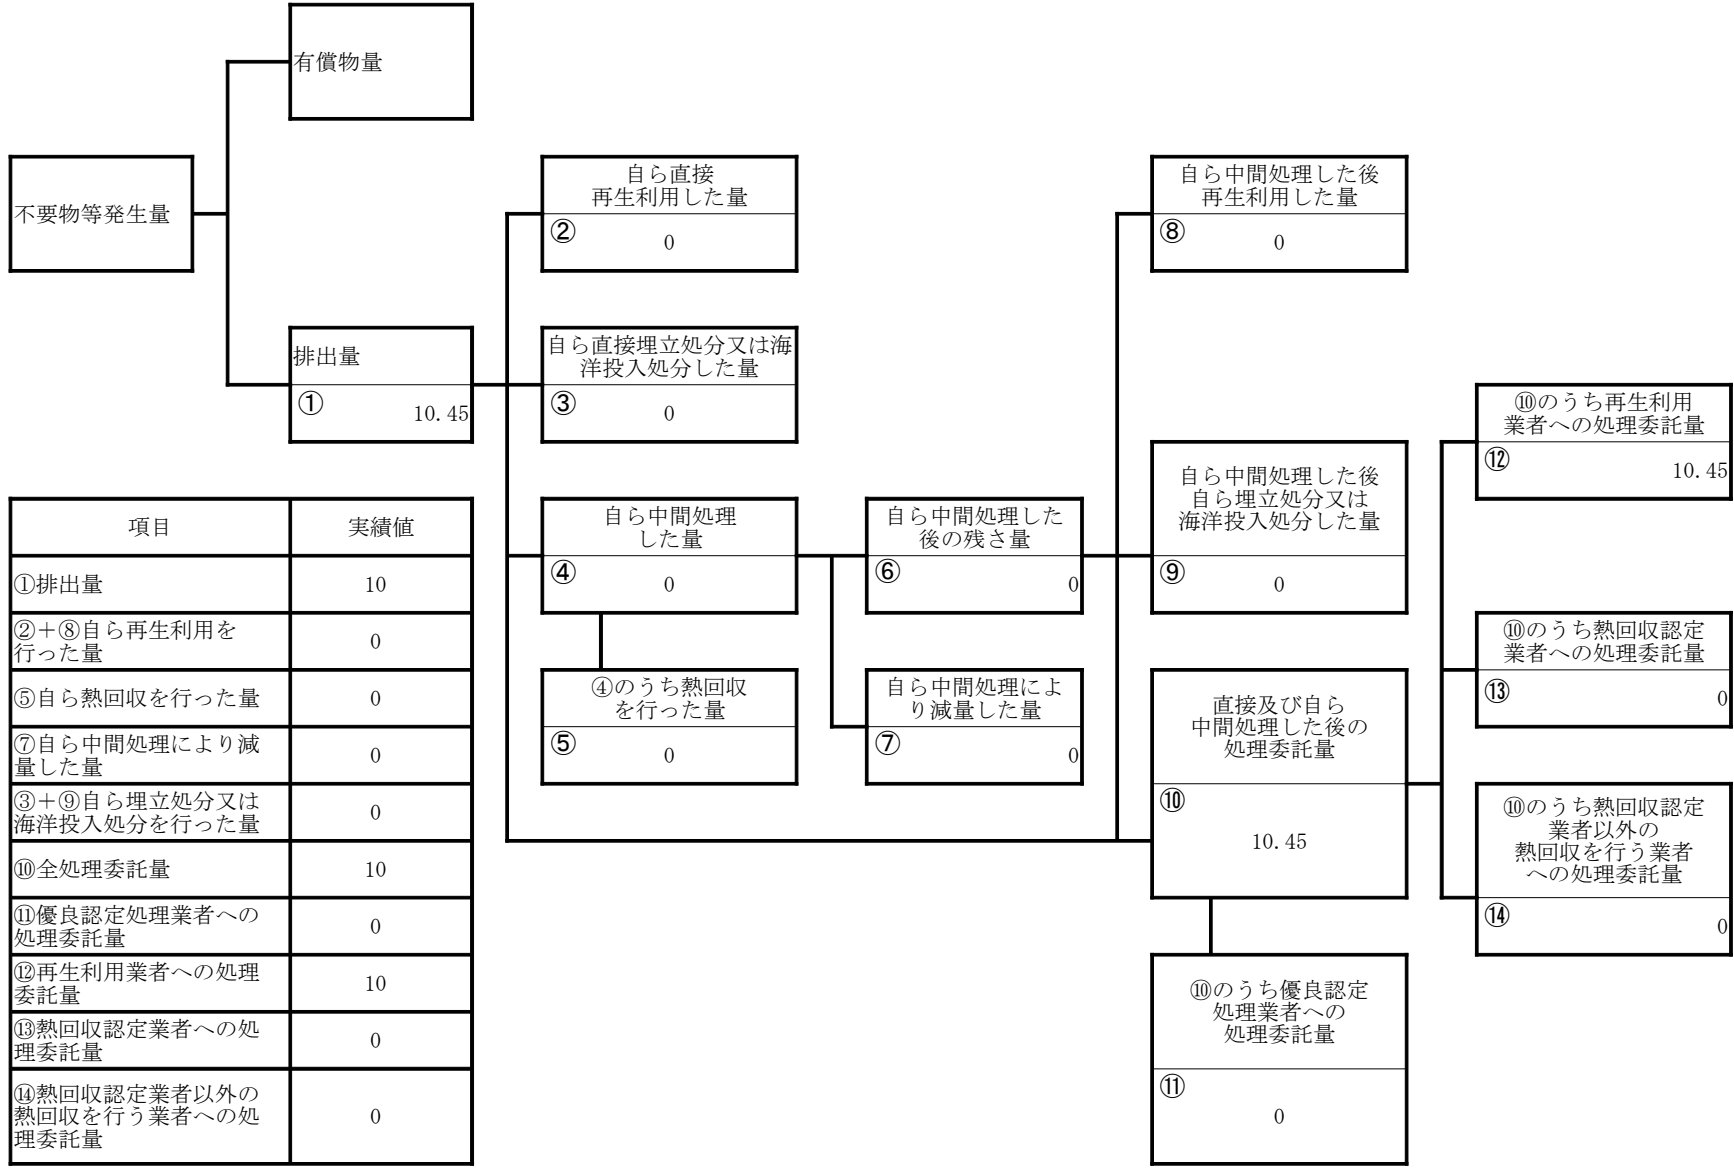 有償物量
不要物等発生量
自ら直接
再生利用した量
②
0
自ら中間処理した後
再生利用した量
⑧
0
排出量
①
10.45
自ら直接埋立処分又は海
洋投入処分した量
③
0
⑩のうち再生利用
業者への処理委託量
⑫
10.45
自ら中間処理
した量
④
0
自ら中間処理した
後の残さ量
⑥
0
自ら中間処理した後
自ら埋立処分又は
海洋投入処分した量
⑨
0
⑩のうち熱回収認定
業者への処理委託量
⑬
0
④のうち熱回収
を行った量
⑤
0
自ら中間処理によ
り減量した量
⑦
0
直接及び自ら
中間処理した後の
処理委託量
⑩
10.45
⑩のうち熱回収認定
業者以外の
熱回収を行う業者
への処理委託量
⑭
0
⑩のうち優良認定
処理業者への
処理委託量
⑪
0
項目 実績値
①排出量 10
②+⑧自ら再生利用を
行った量 0
⑤自ら熱回収を行った量 0
⑦自ら中間処理により減
量した量 0
③+⑨自ら埋立処分又は
海洋投入処分を行った量 0
⑩全処理委託量 10
⑪優良認定処理業者への
処理委託量 0
⑫再生利用業者への処理
委託量 10
⑬熱回収認定業者への処
理委託量 0
⑭熱回収認定業者以外の
熱回収を行う業者への処
理委託量 0